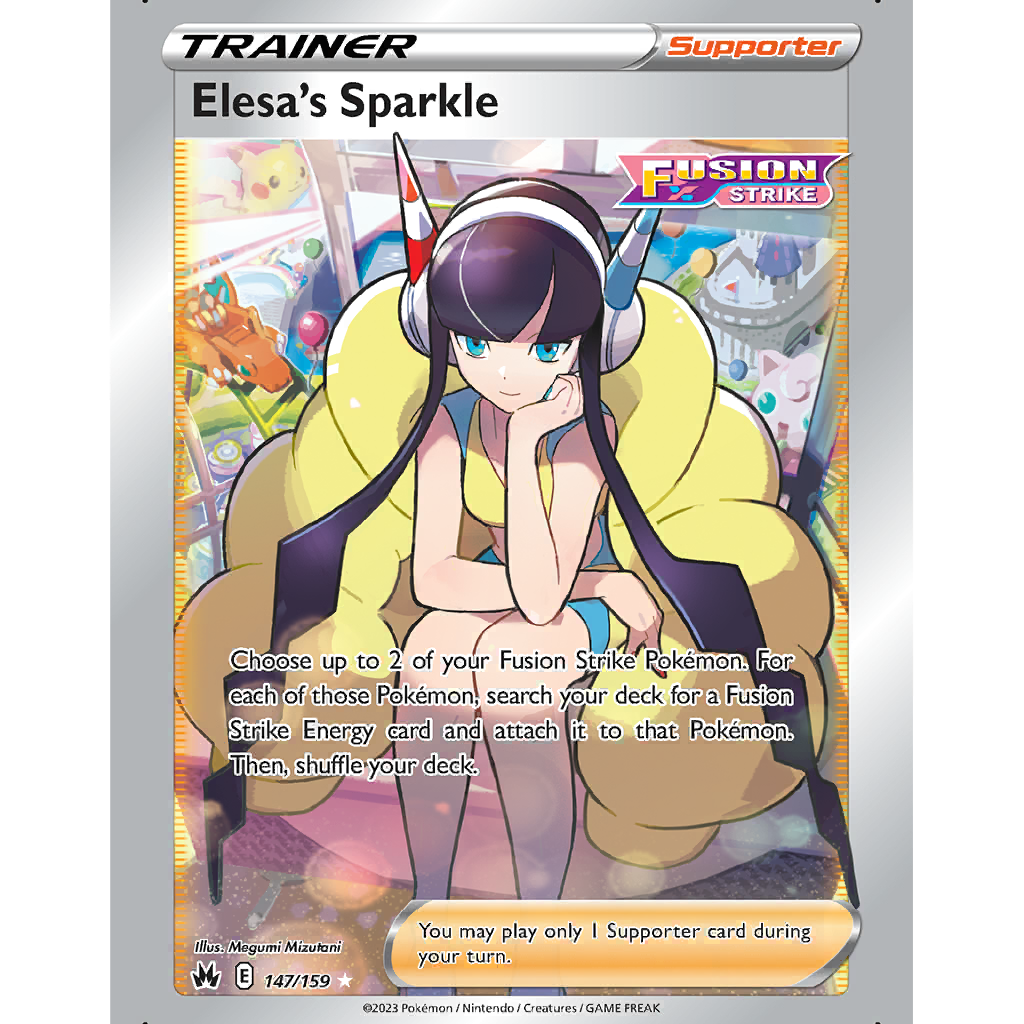 TRAINER
Supporter
Elesa's Sparkle
FUSION
STRIKE
Choose up to 2 of your Fusion Strike Pokémon. For
each of those Pokémon, search your deck for a Fusion
Strike Energy card and attach it to that Pokémon.
Then, shuffle your deck.
You may play only 1 Supporter card during
your turn.
Illus. Megumi Mizutani
E 147/159
©2023 Pokémon / Nintendo / Creatures / GAME FREAK